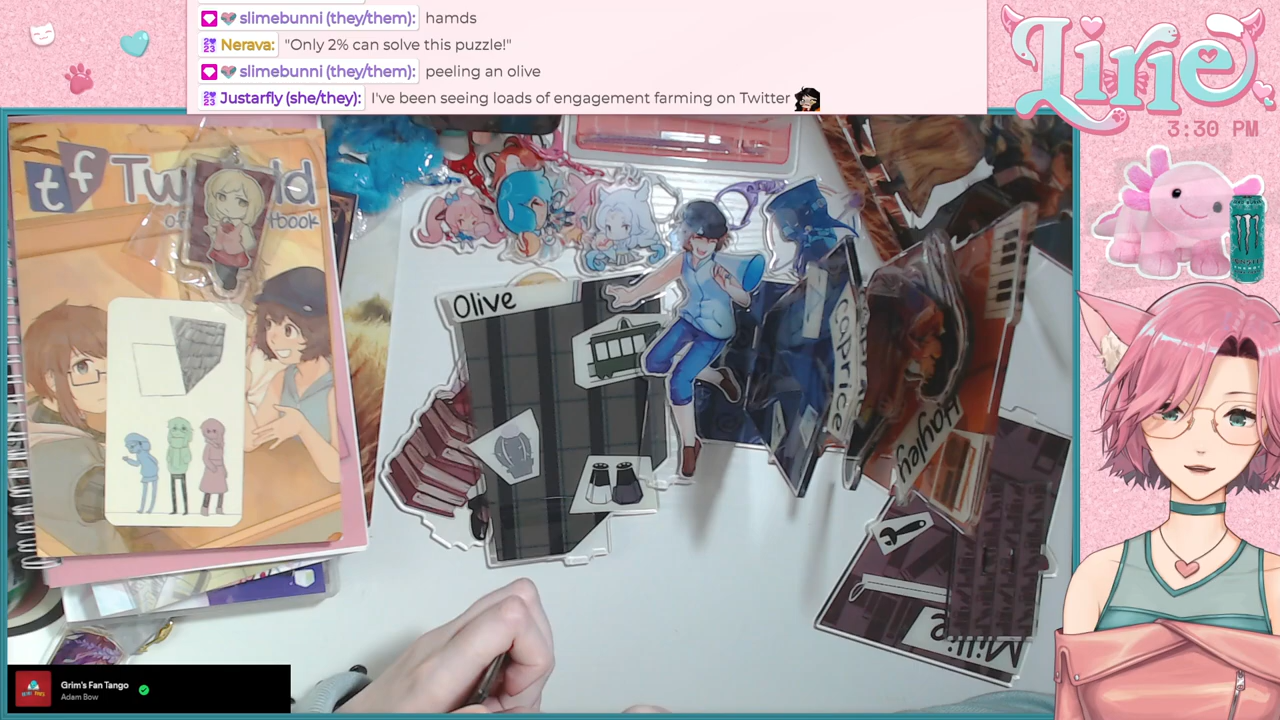 slimebunni (they/them): hamds
Nerava: "Only 2% can solve this puzzle!"
slimebunni (they/them): peeling an olive
Justarfly (she/they): I've been seeing loads of engagement farming on Twitter
Lirie
3:30 PM
tf Tw
Olive
Caprice
Hayley
Millie
Grim's Fan Tango
Adam Bow